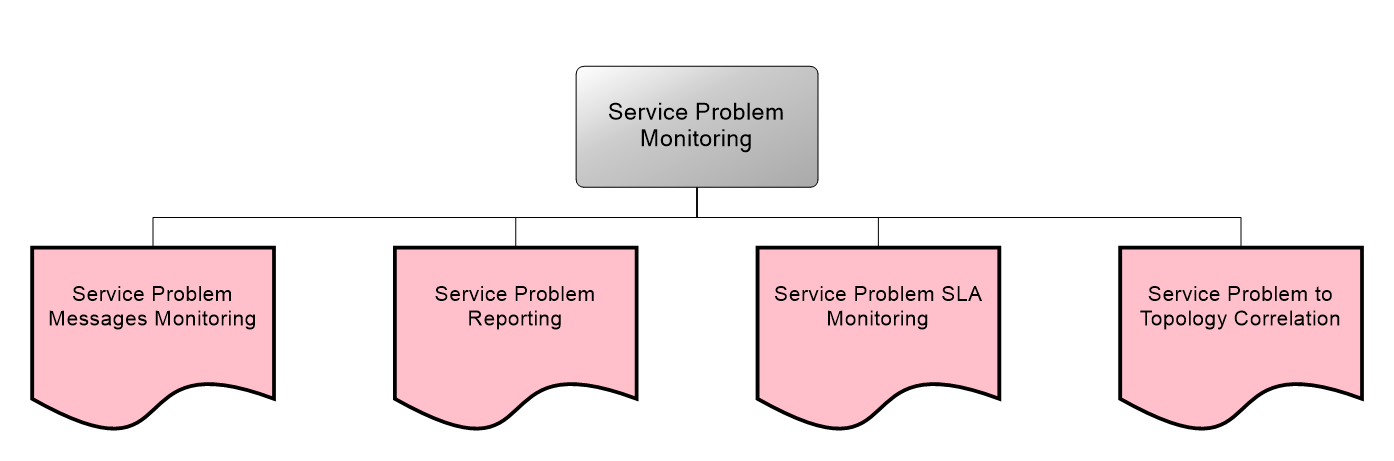 Service Problem
Monitoring
Service Problem
Messages Monitoring
Service Problem
Reporting
Service Problem SLA
Monitoring
Service Problem to
Topology Correlation